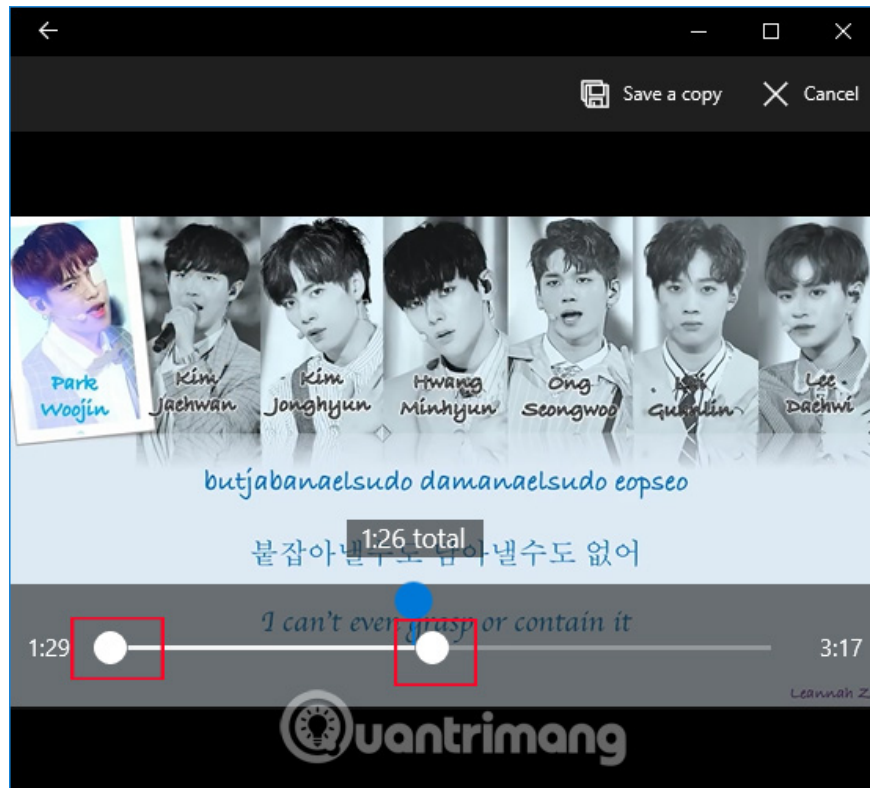 Save a copy
Cancel
Park Woojin
Kim Jaehwan
Kim Jonghyun
Hwang Minhyun
Ong Seongwoo
Guanlin
Lee Daehwi
butjabanaelsudo damanaelsudo eopseo
1:26 total
붙잡아낼수도 담아낼수도 없어
I can't even grasp or contain it
1:29
3:17
Leannah Z
Quantrimang